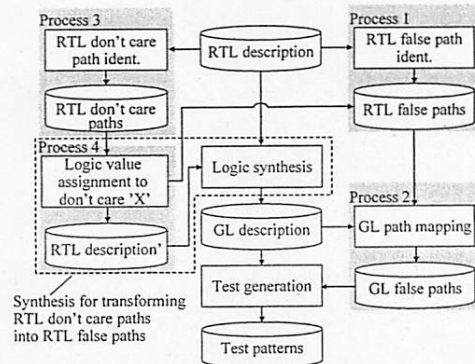 Process 3
RTL don't care
path ident.
RTL description
Process 1
RTL false path
ident.
RTL don't care
paths
RTL false paths
Process 4
Logic value
assignment to
don't care 'X'
Logic synthesis
RTL description'
GL description
Process 2
GL path mapping
Synthesis for transforming
RTL don't care paths
into RTL false paths
Test generation
GL false paths
Test patterns